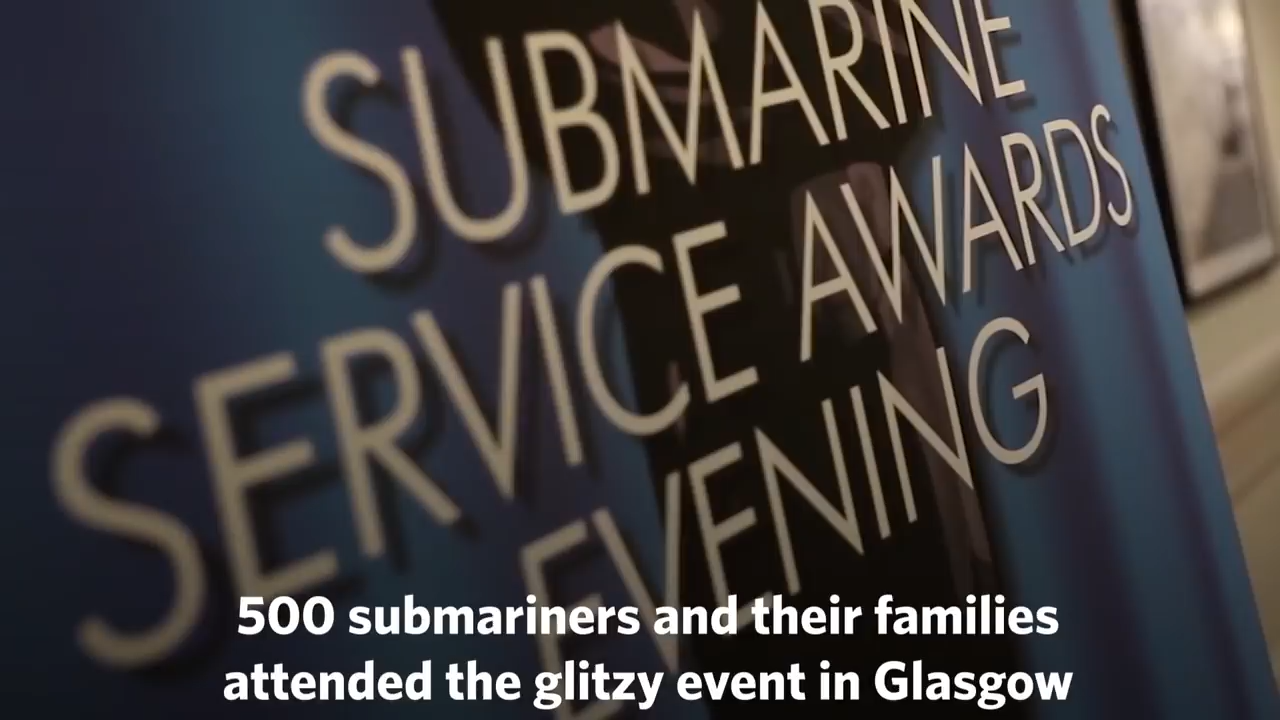 SUBMARINE
SERVICE AWARDS
EVENING
500 submariners and their families
attended the glitzy event in Glasgow